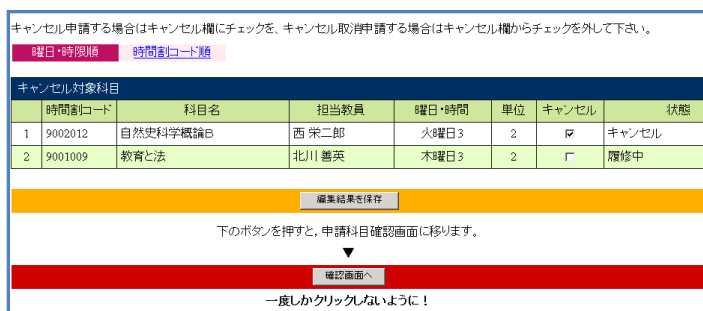 キャンセル申請する場合はキャンセル欄にチェックを、キャンセル取消申請する場合はキャンセル欄からチェックを外して下さい。
曜日・時限順 時間割コード順
キャンセル対象科目
時間割コード 科目名 担当教員 曜日・時間 単位 キャンセル 状態
1 9002012 自然史科学概論B 西 栄二郎 火曜日3 2 キャンセル
2 9001009 教育と法 北川 善英 木曜日3 2 履修中
編集結果を保存
下のボタンを押すと, 申請科目確認画面に移ります。
▼
確認画面へ
一度しかクリックしないように！